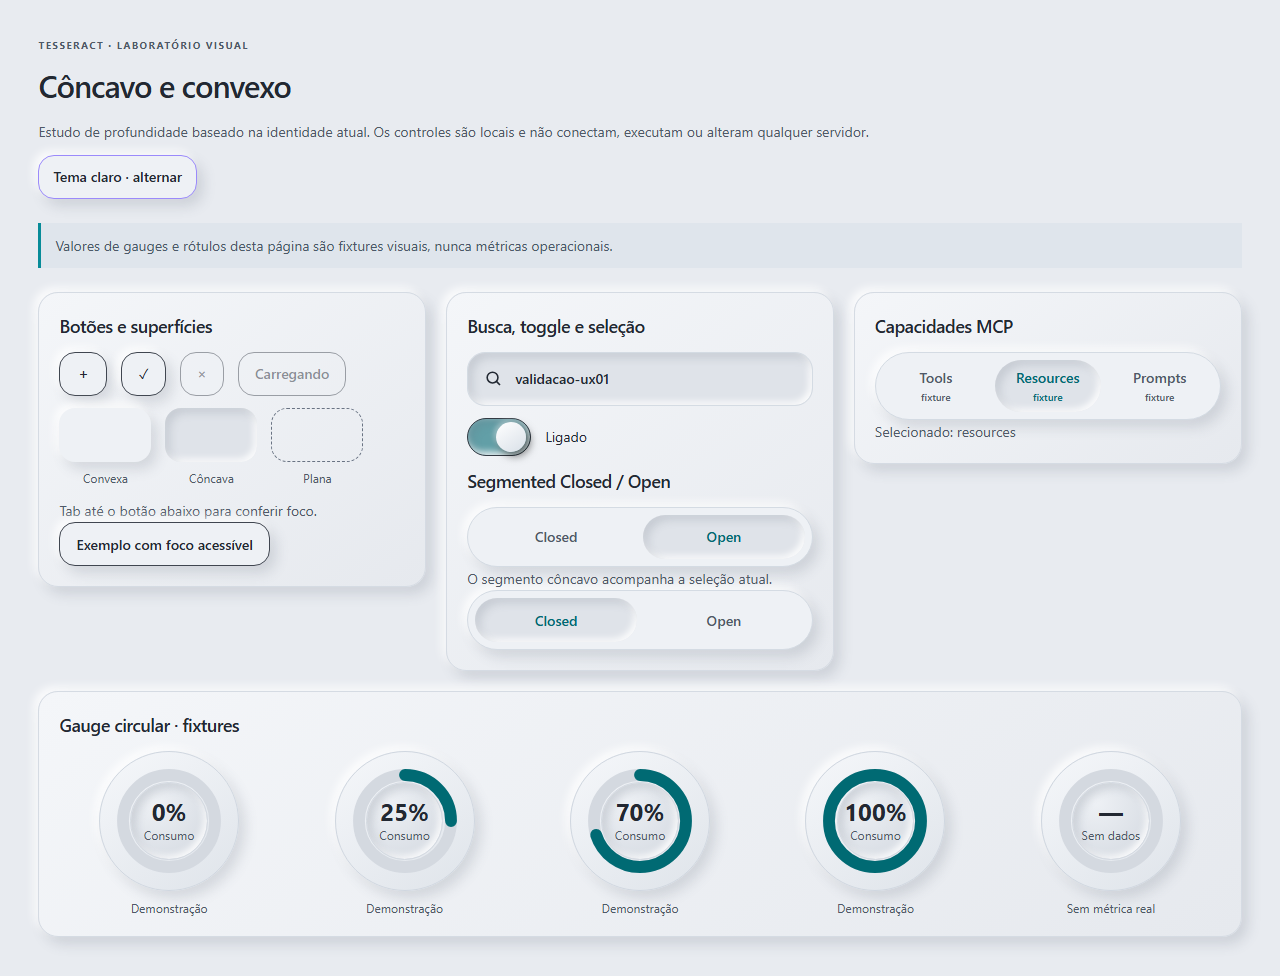 TESSERACT · LABORATÓRIO VISUAL
Côncavo e convexo
Estudo de profundidade baseado na identidade atual. Os controles são locais e não conectam, executam ou alteram qualquer servidor.
Tema claro · alternar
Valores de gauges e rótulos desta página são fixtures visuais, nunca métricas operacionais.
Botões e superfícies
+ ✓ × Carregando
Convexa Côncava Plana
Tab até o botão abaixo para conferir foco.
Exemplo com foco acessível
Busca, toggle e seleção
validacao-ux01
Ligado
Segmented Closed / Open
Closed Open
O segmento côncavo acompanha a seleção atual.
Closed Open
Capacidades MCP
Tools Resources Prompts
fixture fixture fixture
Selecionado: resources
Gauge circular · fixtures
0% 25% 70% 100% —
Consumo Consumo Consumo Consumo Sem dados
Demonstração Demonstração Demonstração Demonstração Sem métrica real